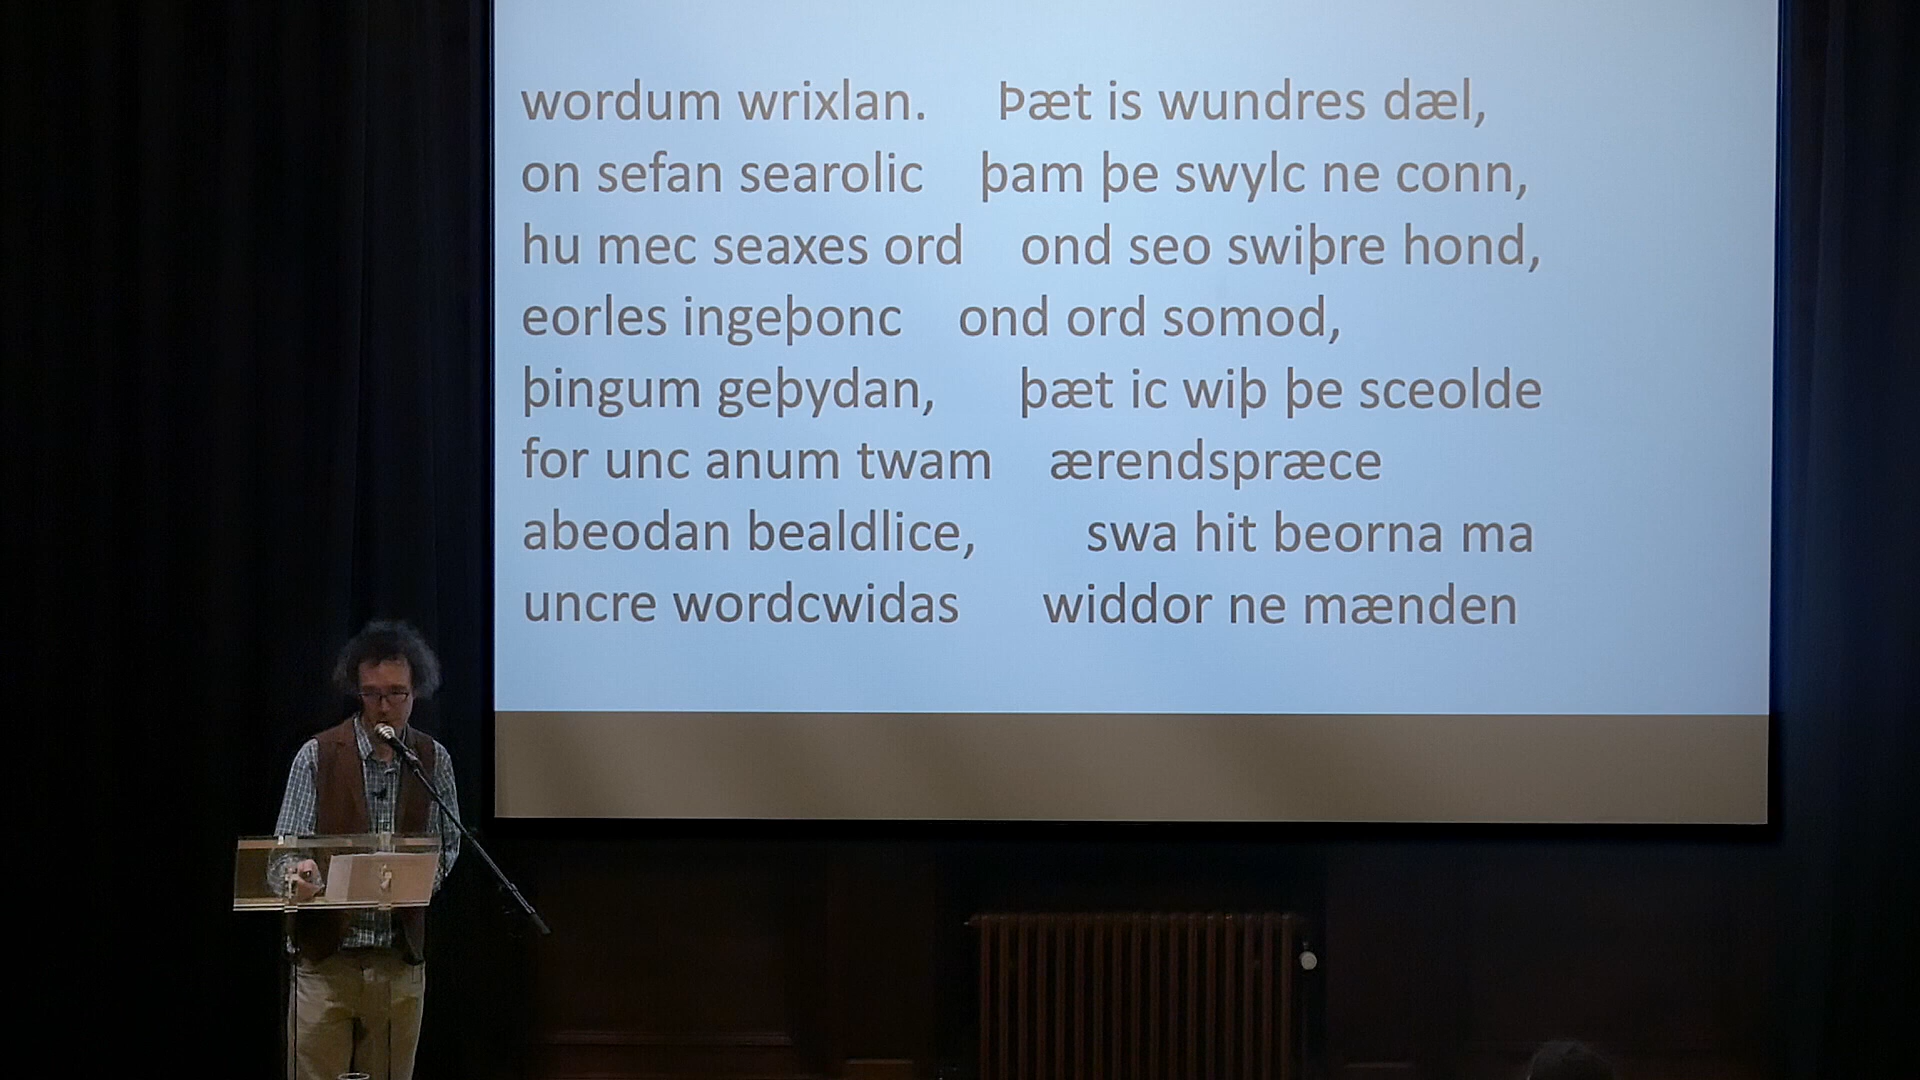 wordum wrixlan. Þæt is wundres dæl,
on sefan searolic þam þe swylc ne conn,
hu mec seaxes ord ond seo swiþre hond,
eorles ingeþonc ond ord somod,
þingum geþydan, þæt ic wiþ þe sceolde
for unc anum twam ærendspræce
abeodan bealdlice, swa hit beorna ma
uncre wordcwidas widdor ne mænden